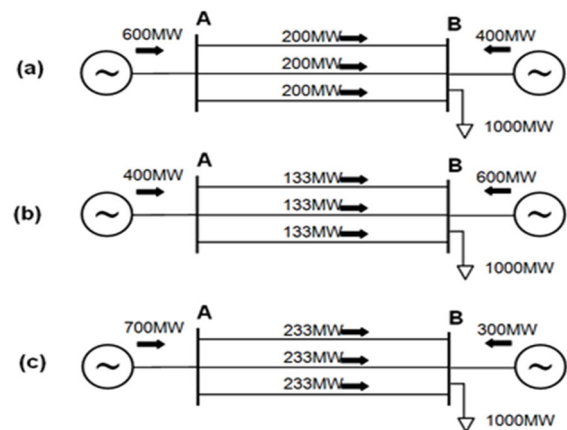 A B
600MW 200MW 400MW
(a) 200MW
200MW
1000MW
A B
400MW 133MW 600MW
(b) 133MW
133MW
1000MW
A B
700MW 233MW 300MW
(c) 233MW
233MW
1000MW